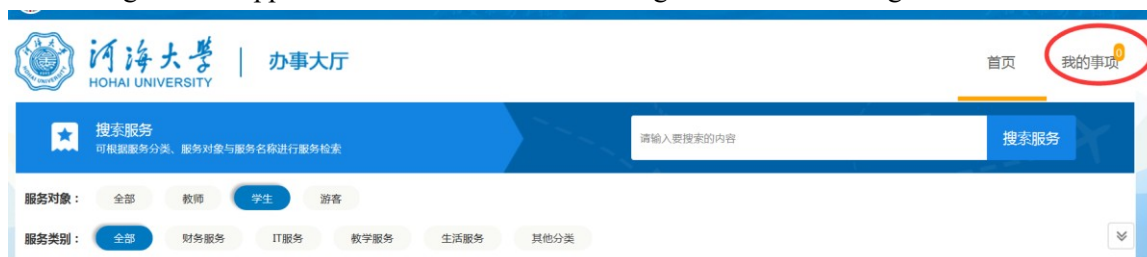 河海大学
HOHAI UNIVERSITY
办事大厅
首页
我的事项
0
搜索服务
可根据服务分类、服务对象与服务名称进行服务检索
请输入要搜索的内容
搜索服务
服务对象： 全部 教师 学生 游客
服务类别： 全部 财务服务 IT服务 教学服务 生活服务 其他分类